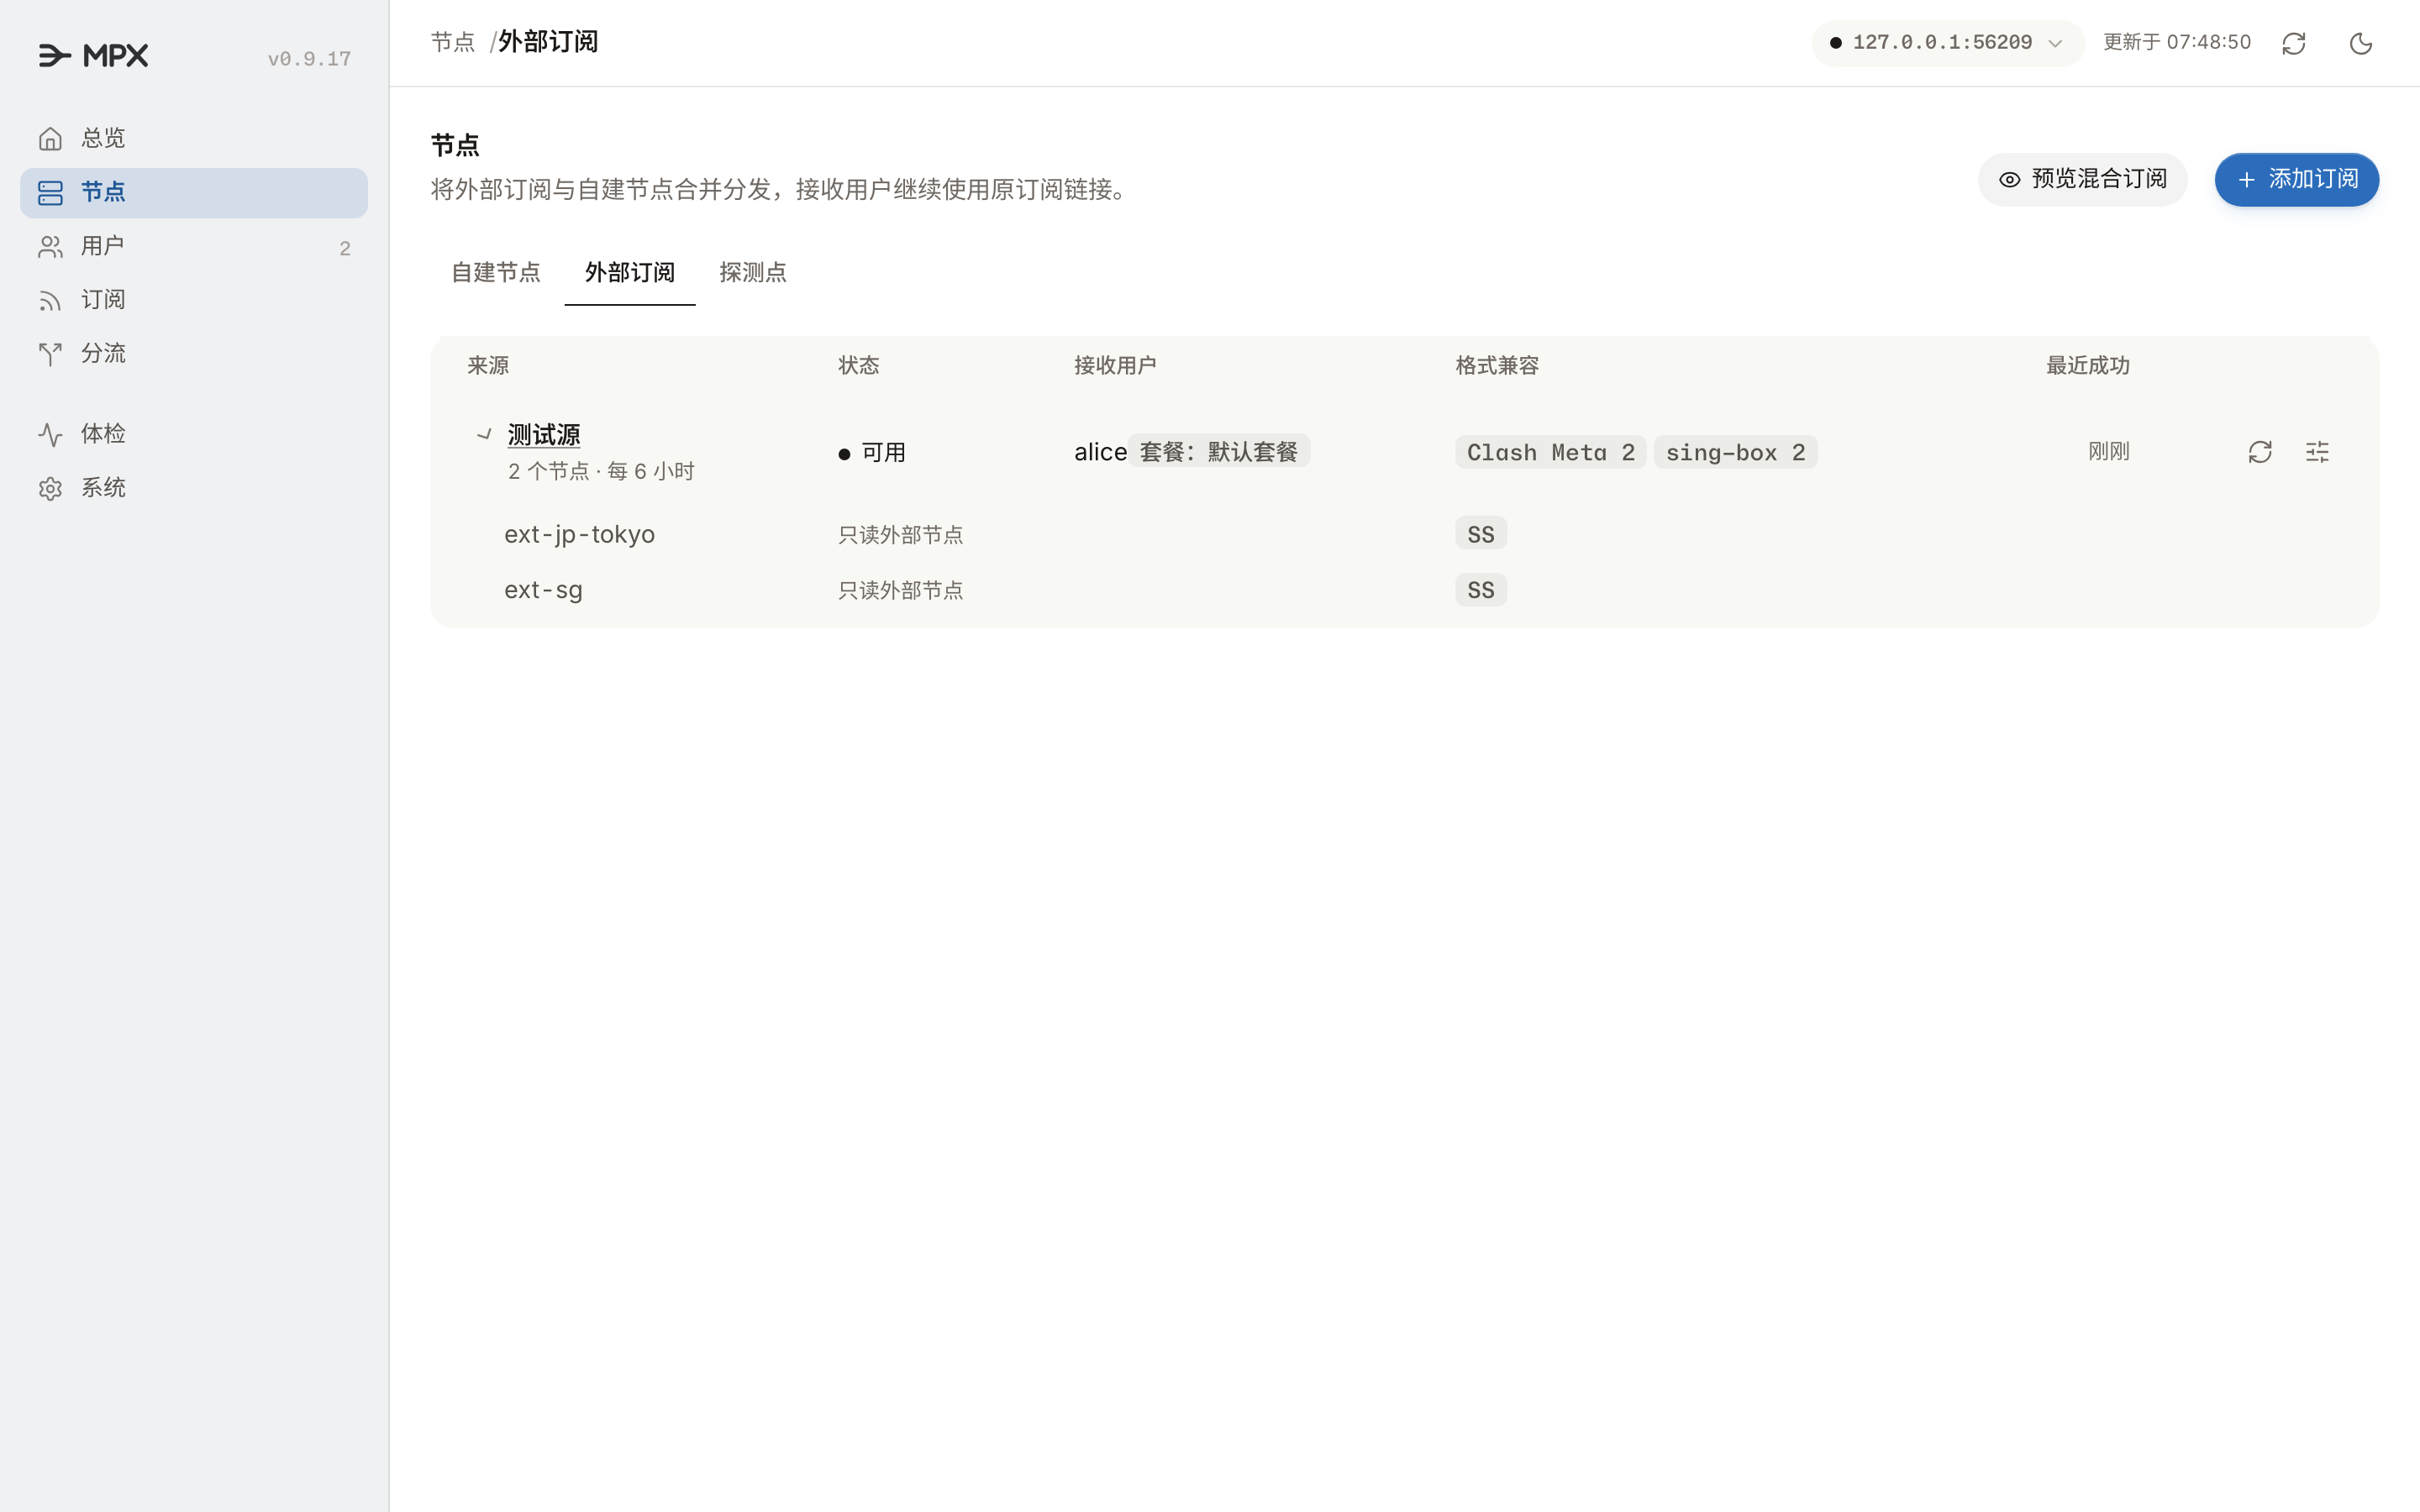 MPX v0.9.17
总览
节点
用户 2
订阅
分流
体检
系统
节点 /外部订阅
127.0.0.1:56209 更新于 07:48:50
节点
将外部订阅与自建节点合并分发，接收用户继续使用原订阅链接。
预览混合订阅 添加订阅
自建节点 外部订阅 探测点
来源 状态 接收用户 格式兼容 最近成功
测试源
2 个节点 · 每 6 小时
可用 alice 套餐：默认套餐 Clash Meta 2 sing-box 2 刚刚
ext-jp-tokyo 只读外部节点 SS
ext-sg 只读外部节点 SS